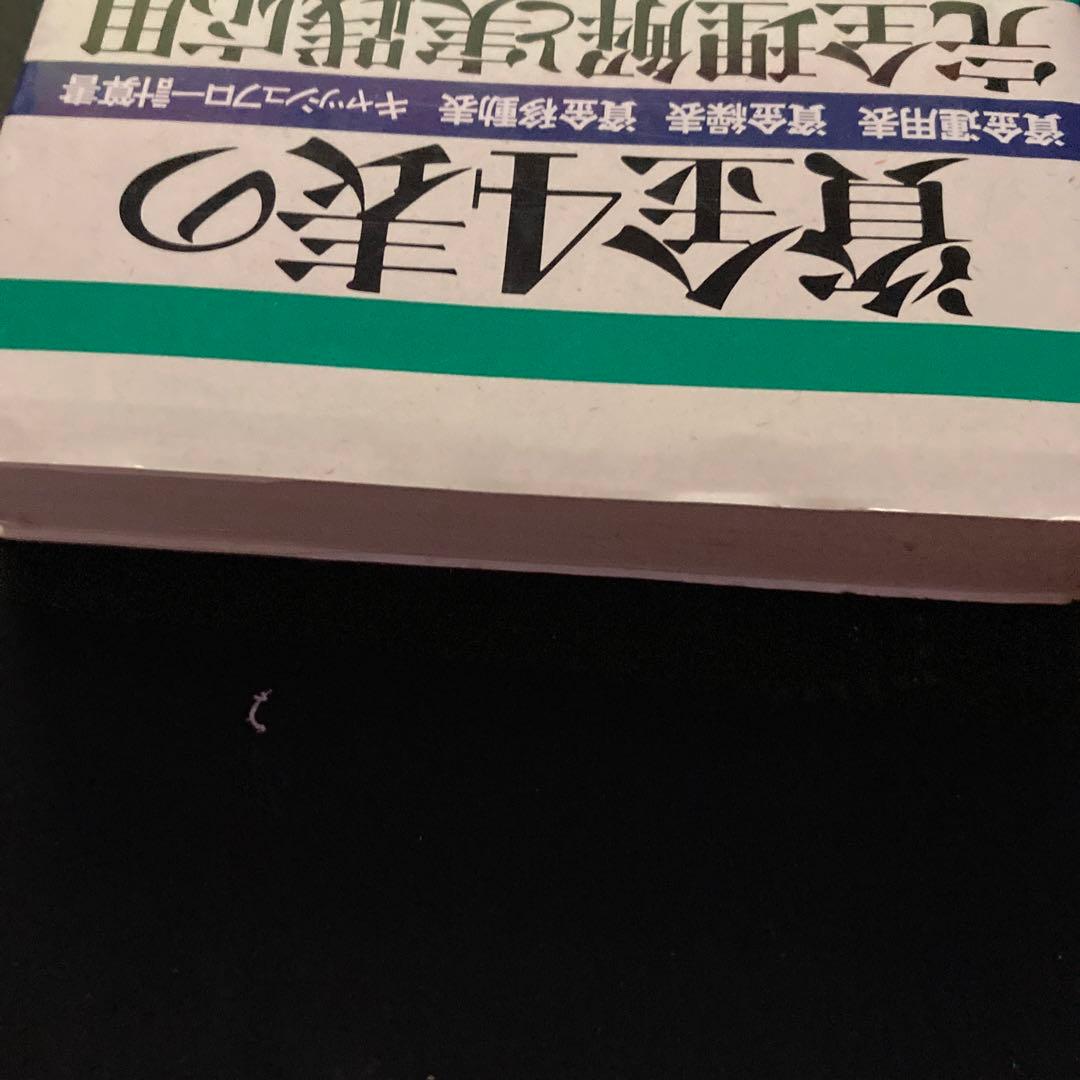 資金4表の
資金運用表 資金繰表 資金移動表 キャッシュフロー計算書
完全理解と実践応用